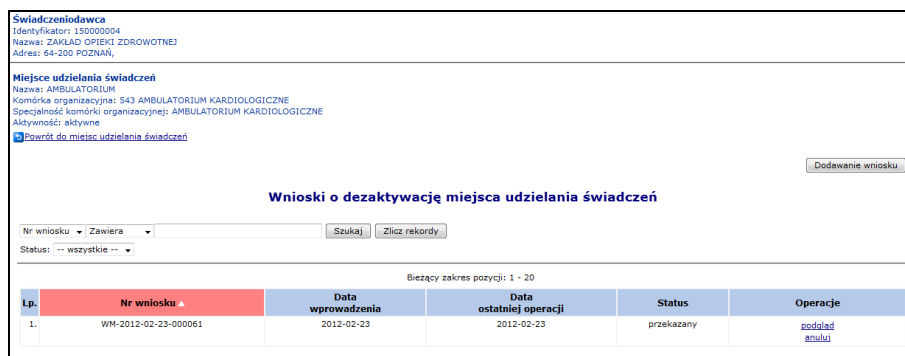 Świadczeniodawca
Identyfikator: 150000004
Nazwa: ZAKŁAD OPIEKI ZDROWOTNEJ
Adres: 64-200 POZNAŃ,
Miejsce udzielania świadczeń
Nazwa: AMBULATORIUM
Komórka organizacyjna: 543 AMBULATORIUM KARDIOLOGICZNE
Specjalność komórki organizacyjnej: AMBULATORIUM KARDIOLOGICZNE
Aktywność: aktywne
Powrót do miejsc udzielania świadczeń
Dodawanie wniosku
Wnioski o dezaktywację miejsca udzielania świadczeń
Nr wniosku Zawiera Szukaj Zlicz rekordy
Status: -- wszystkie --
Bieżący zakres pozycji: 1 - 20
Lp. Nr wniosku Data wprowadzenia Data ostatniej operacji Status Operacje
1. WM-2012-02-23-000061 2012-02-23 2012-02-23 przekazany podgląd
anuluj